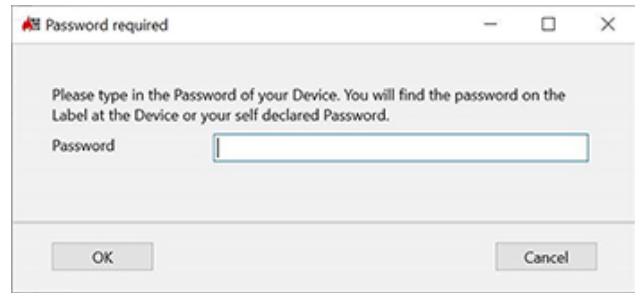 Password required
Please type in the Password of your Device. You will find the password on the
Label at the Device or your self declared Password.
Password
OK
Cancel